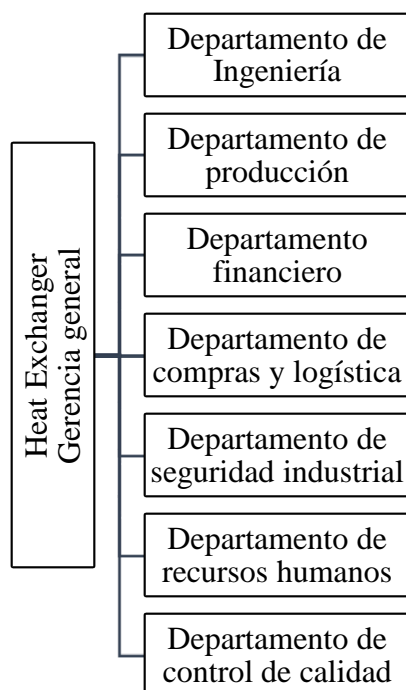 Heat Exchanger
Gerencia general
Departamento de
Ingeniería
Departamento de
producción
Departamento
financiero
Departamento de
compras y logística
Departamento de
seguridad industrial
Departamento de
recursos humanos
Departamento de
control de calidad